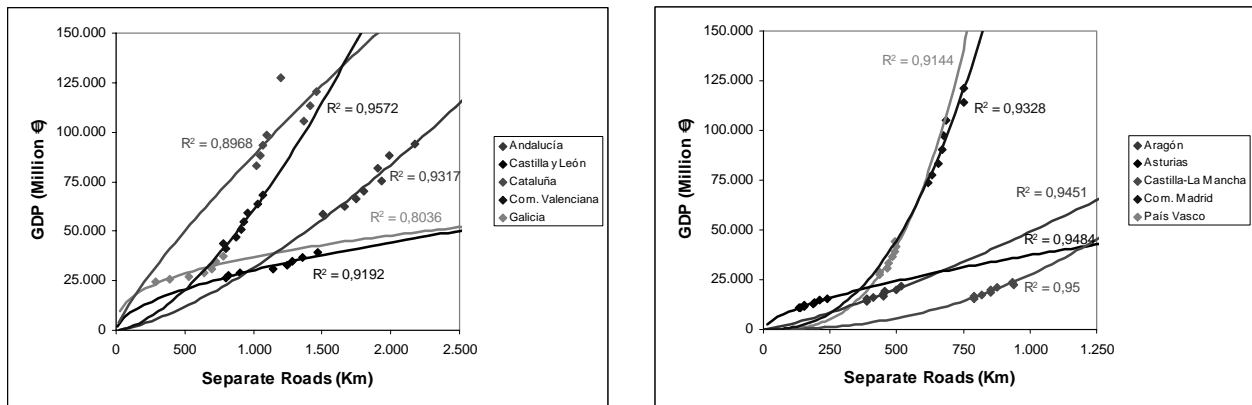 150.000
125.000
100.000
75.000
50.000
25.000
0
GDP (Million €)
R² = 0,8968
R² = 0,9572
R² = 0,9317
R² = 0,8036
R² = 0,9192
0 500 1.000 1.500 2.000 2.500
Separate Roads (Km)
Andalucía
Castilla y León
Cataluña
Com. Valenciana
Galicia
150.000
125.000
100.000
75.000
50.000
25.000
0
GDP (Million €)
R² = 0,9144
R² = 0,9328
R² = 0,9451
R² = 0,9484
R² = 0,95
0 250 500 750 1.000 1.250
Separate Roads (Km)
Aragón
Asturias
Castilla-La Mancha
Com. Madrid
País Vasco